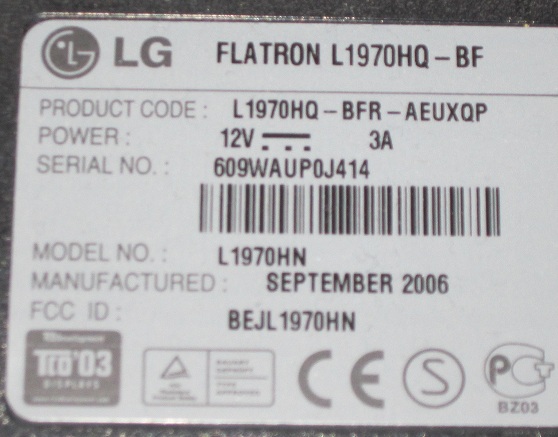 LG FLATRON L1970HQ-BF
PRODUCT CODE : L1970HQ-BFR-AEUXQP
POWER : 12V 3A
SERIAL NO. : 609WAUP0J414
MODEL NO. : L1970HN
MANUFACTURED : SEPTEMBER 2006
FCC ID : BEJL1970HN
TCO'03
DISPLAYS
CE
S
PCT
BZ03